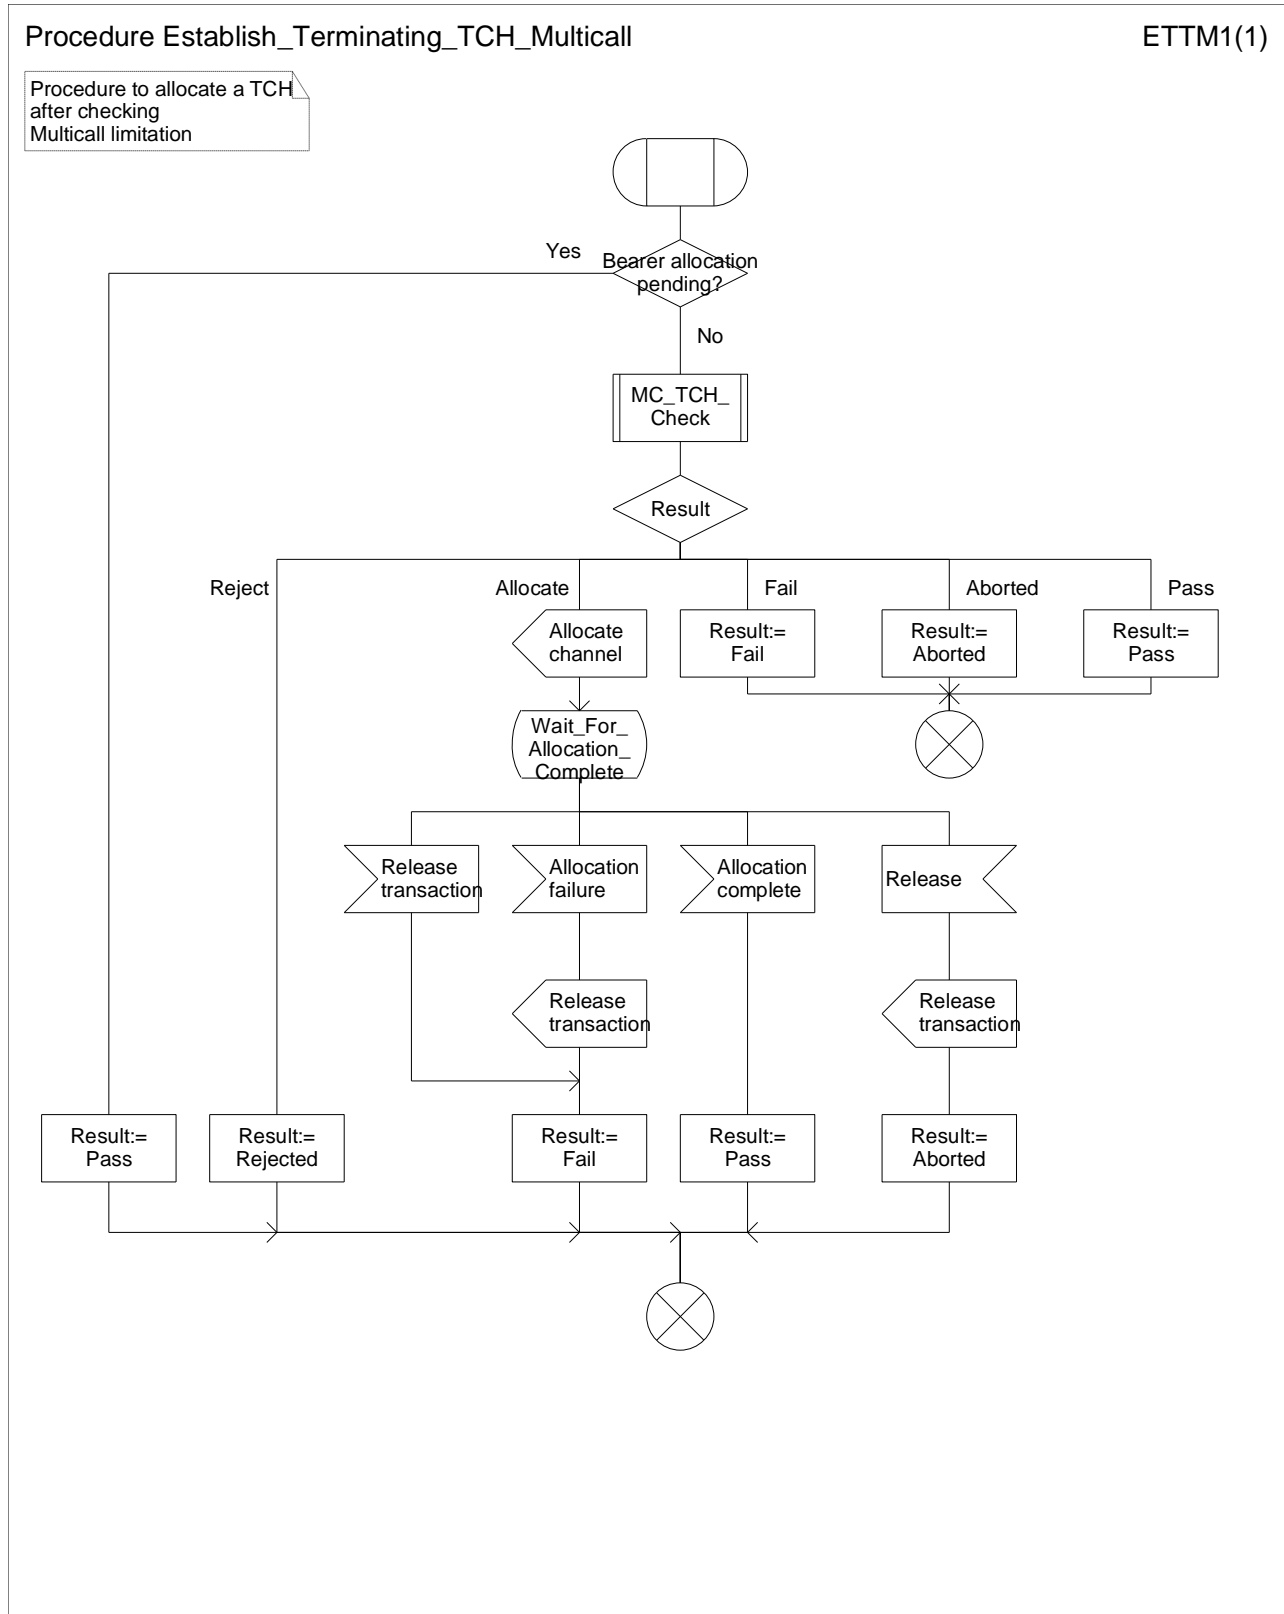 Procedure Establish_Terminating_TCH_Multicall
ETTM1(1)
Procedure to allocate a TCH
after checking
Multicall limitation
Yes
Bearer allocation
pending?
No
MC_TCH_
Check
Result
Reject
Allocate
Fail
Aborted
Pass
Allocate
channel
Result:=
Fail
Result:=
Aborted
Result:=
Pass
Wait_For_
Allocation_
Complete
Release
transaction
Allocation
failure
Allocation
complete
Release
Release
transaction
Release
transaction
Result:=
Pass
Result:=
Rejected
Result:=
Fail
Result:=
Pass
Result:=
Aborted